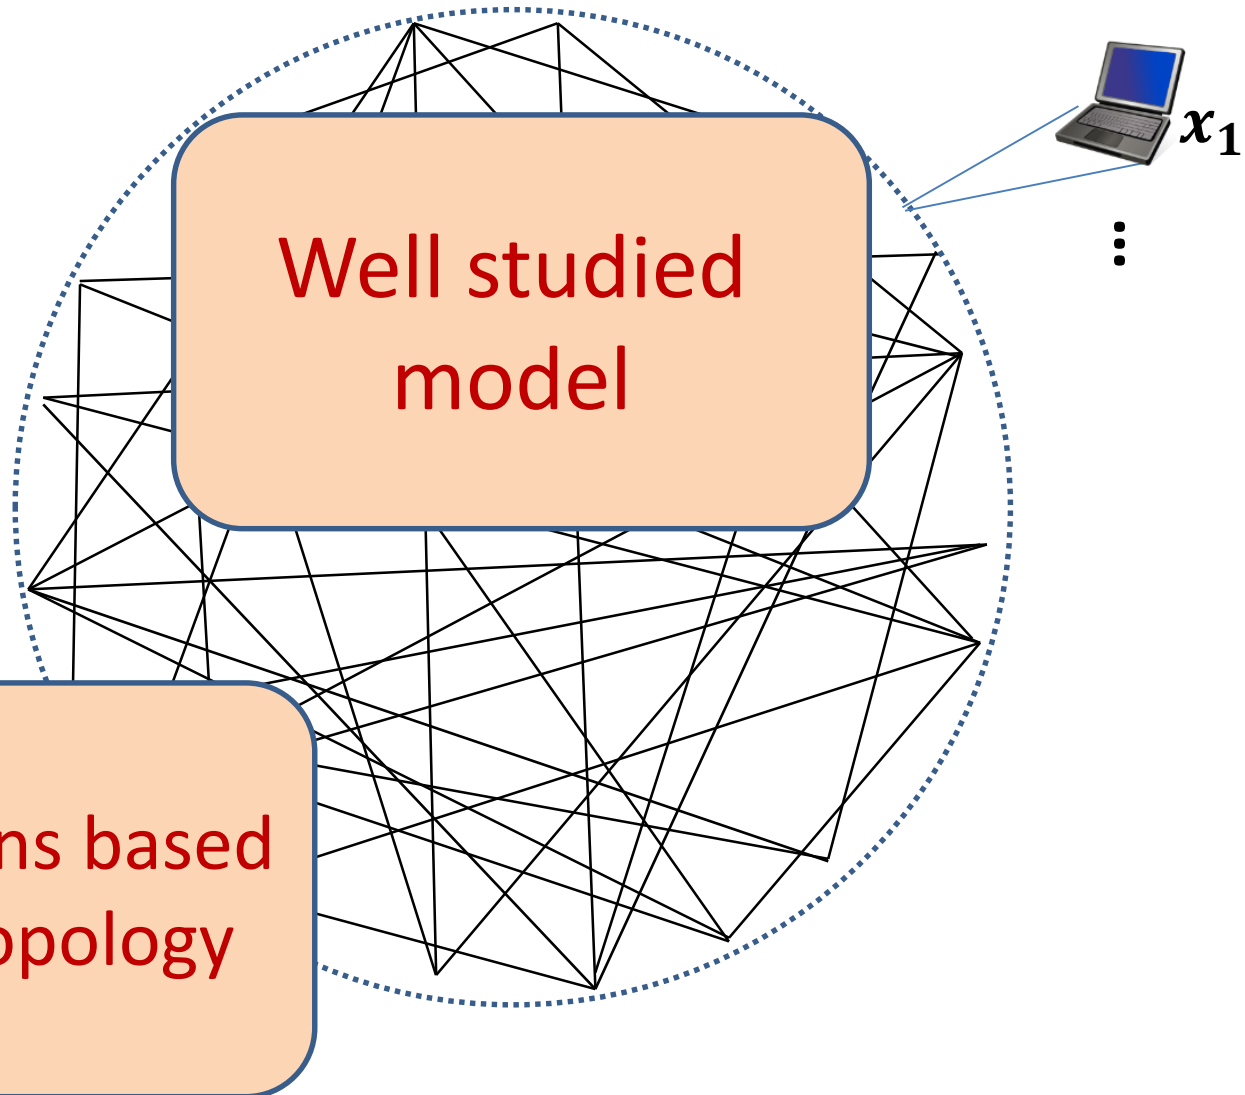 x₁
⋮
Well studied
model
ns based
opology